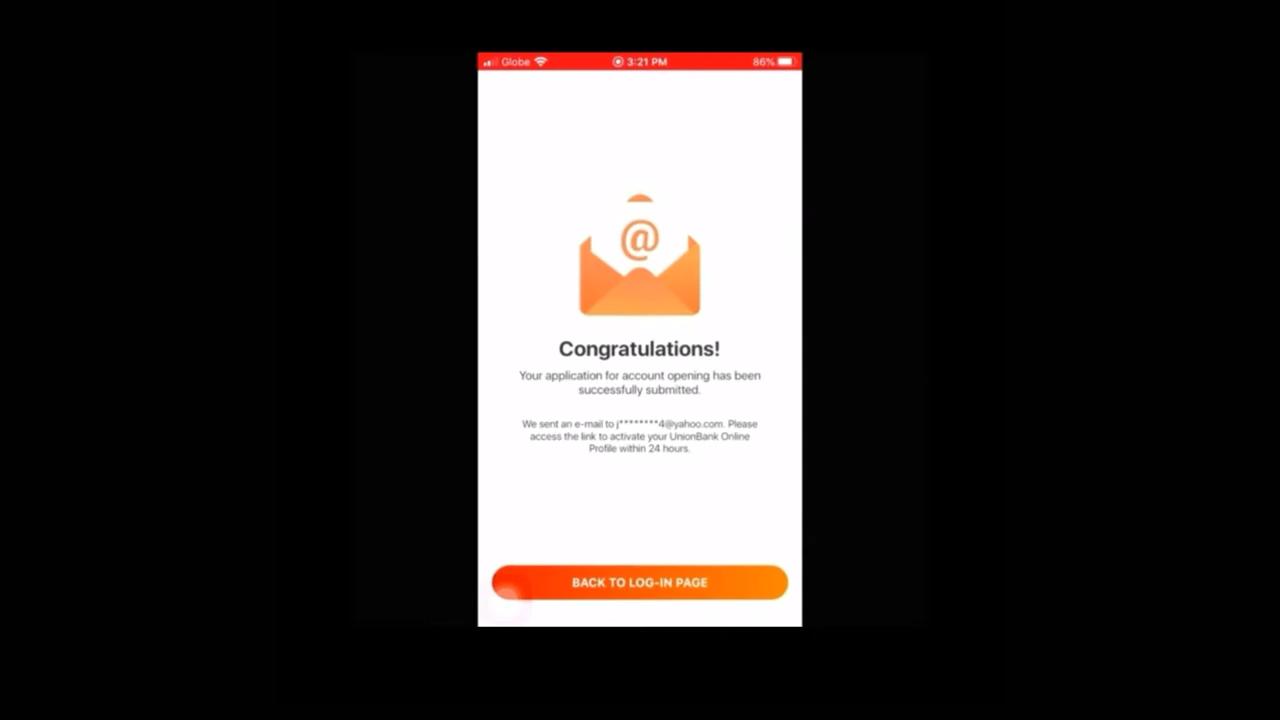 Globe 3:21 PM 86%
@
Congratulations!
Your application for account opening has been
successfully submitted.
We sent an e-mail to j********4@yahoo.com. Please
access the link to activate your UnionBank Online
Profile within 24 hours.
BACK TO LOG-IN PAGE